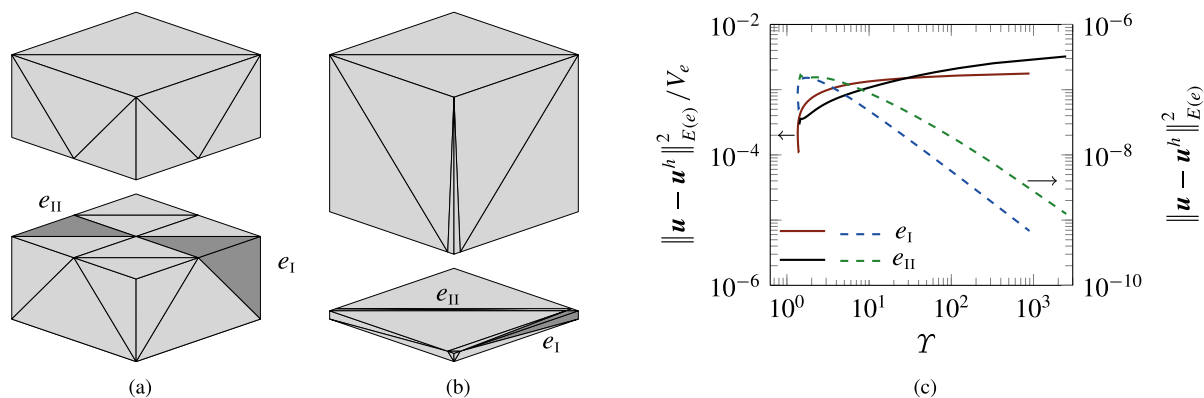 e_II
e_I
(a)
e_II
e_I
(b)
‖u − u^h‖²_E(e) /V_e
10^−2
10^−4
10^−6
10^0 10^1 10^2 10^3
ϒ
e_I
e_II
10^−6
10^−8
10^−10
‖u − u^h‖²_E(e)
(c)